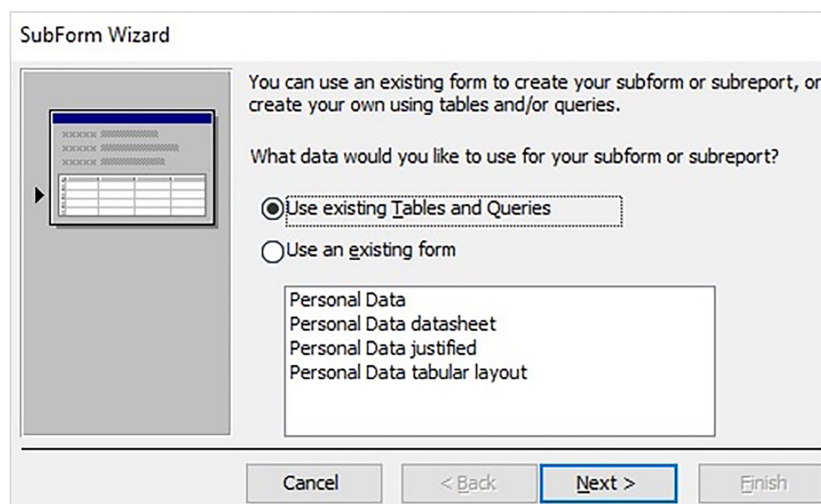 SubForm Wizard
You can use an existing form to create your subform or subreport, or
create your own using tables and/or queries.
What data would you like to use for your subform or subreport?
Use existing Tables and Queries
Use an existing form
Personal Data
Personal Data datasheet
Personal Data justified
Personal Data tabular layout
Cancel
< Back
Next >
Finish